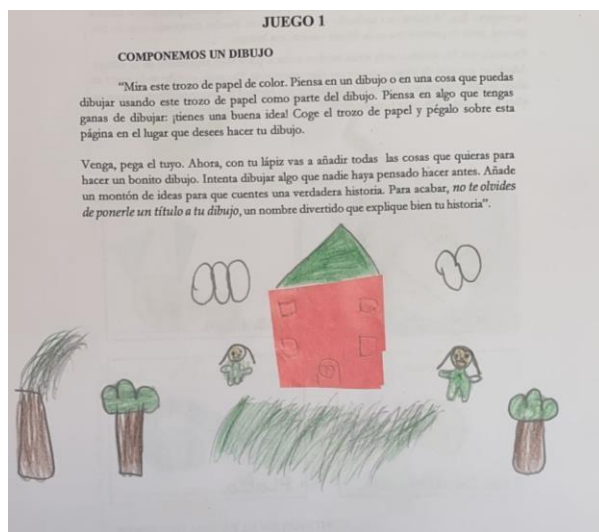 JUEGO 1
COMPONEMOS UN DIBUJO
“Mira este trozo de papel de color. Piensa en un dibujo o en una cosa que puedas
dibujar usando este trozo de papel como parte del dibujo. Piensa en algo que tengas
ganas de dibujar: ¡tienes una buena idea! Coge el trozo de papel y pégalo sobre esta
página en el lugar que desees hacer tu dibujo.
Venga, pega el tuyo. Ahora, con tu lápiz vas a añadir todas las cosas que quieras para
hacer un bonito dibujo. Intenta dibujar algo que nadie haya pensado hacer antes. Añade
un montón de ideas para que cuentes una verdadera historia. Para acabar, no te olvides
de ponerle un título a tu dibujo, un nombre divertido que explique bien tu historia”.